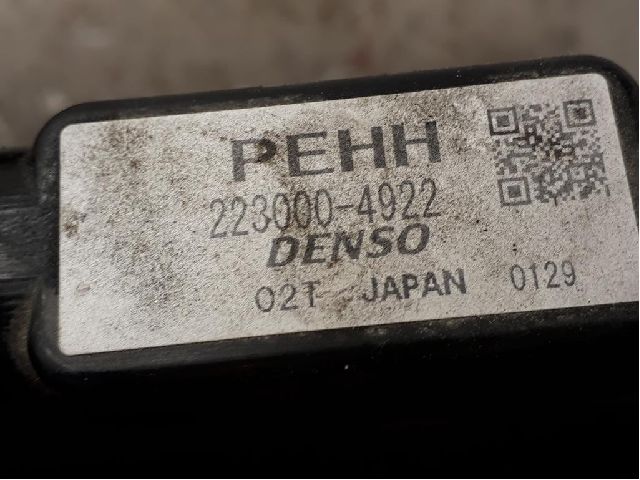 PEHH
223000-4922
DENSO
02T JAPAN 0129